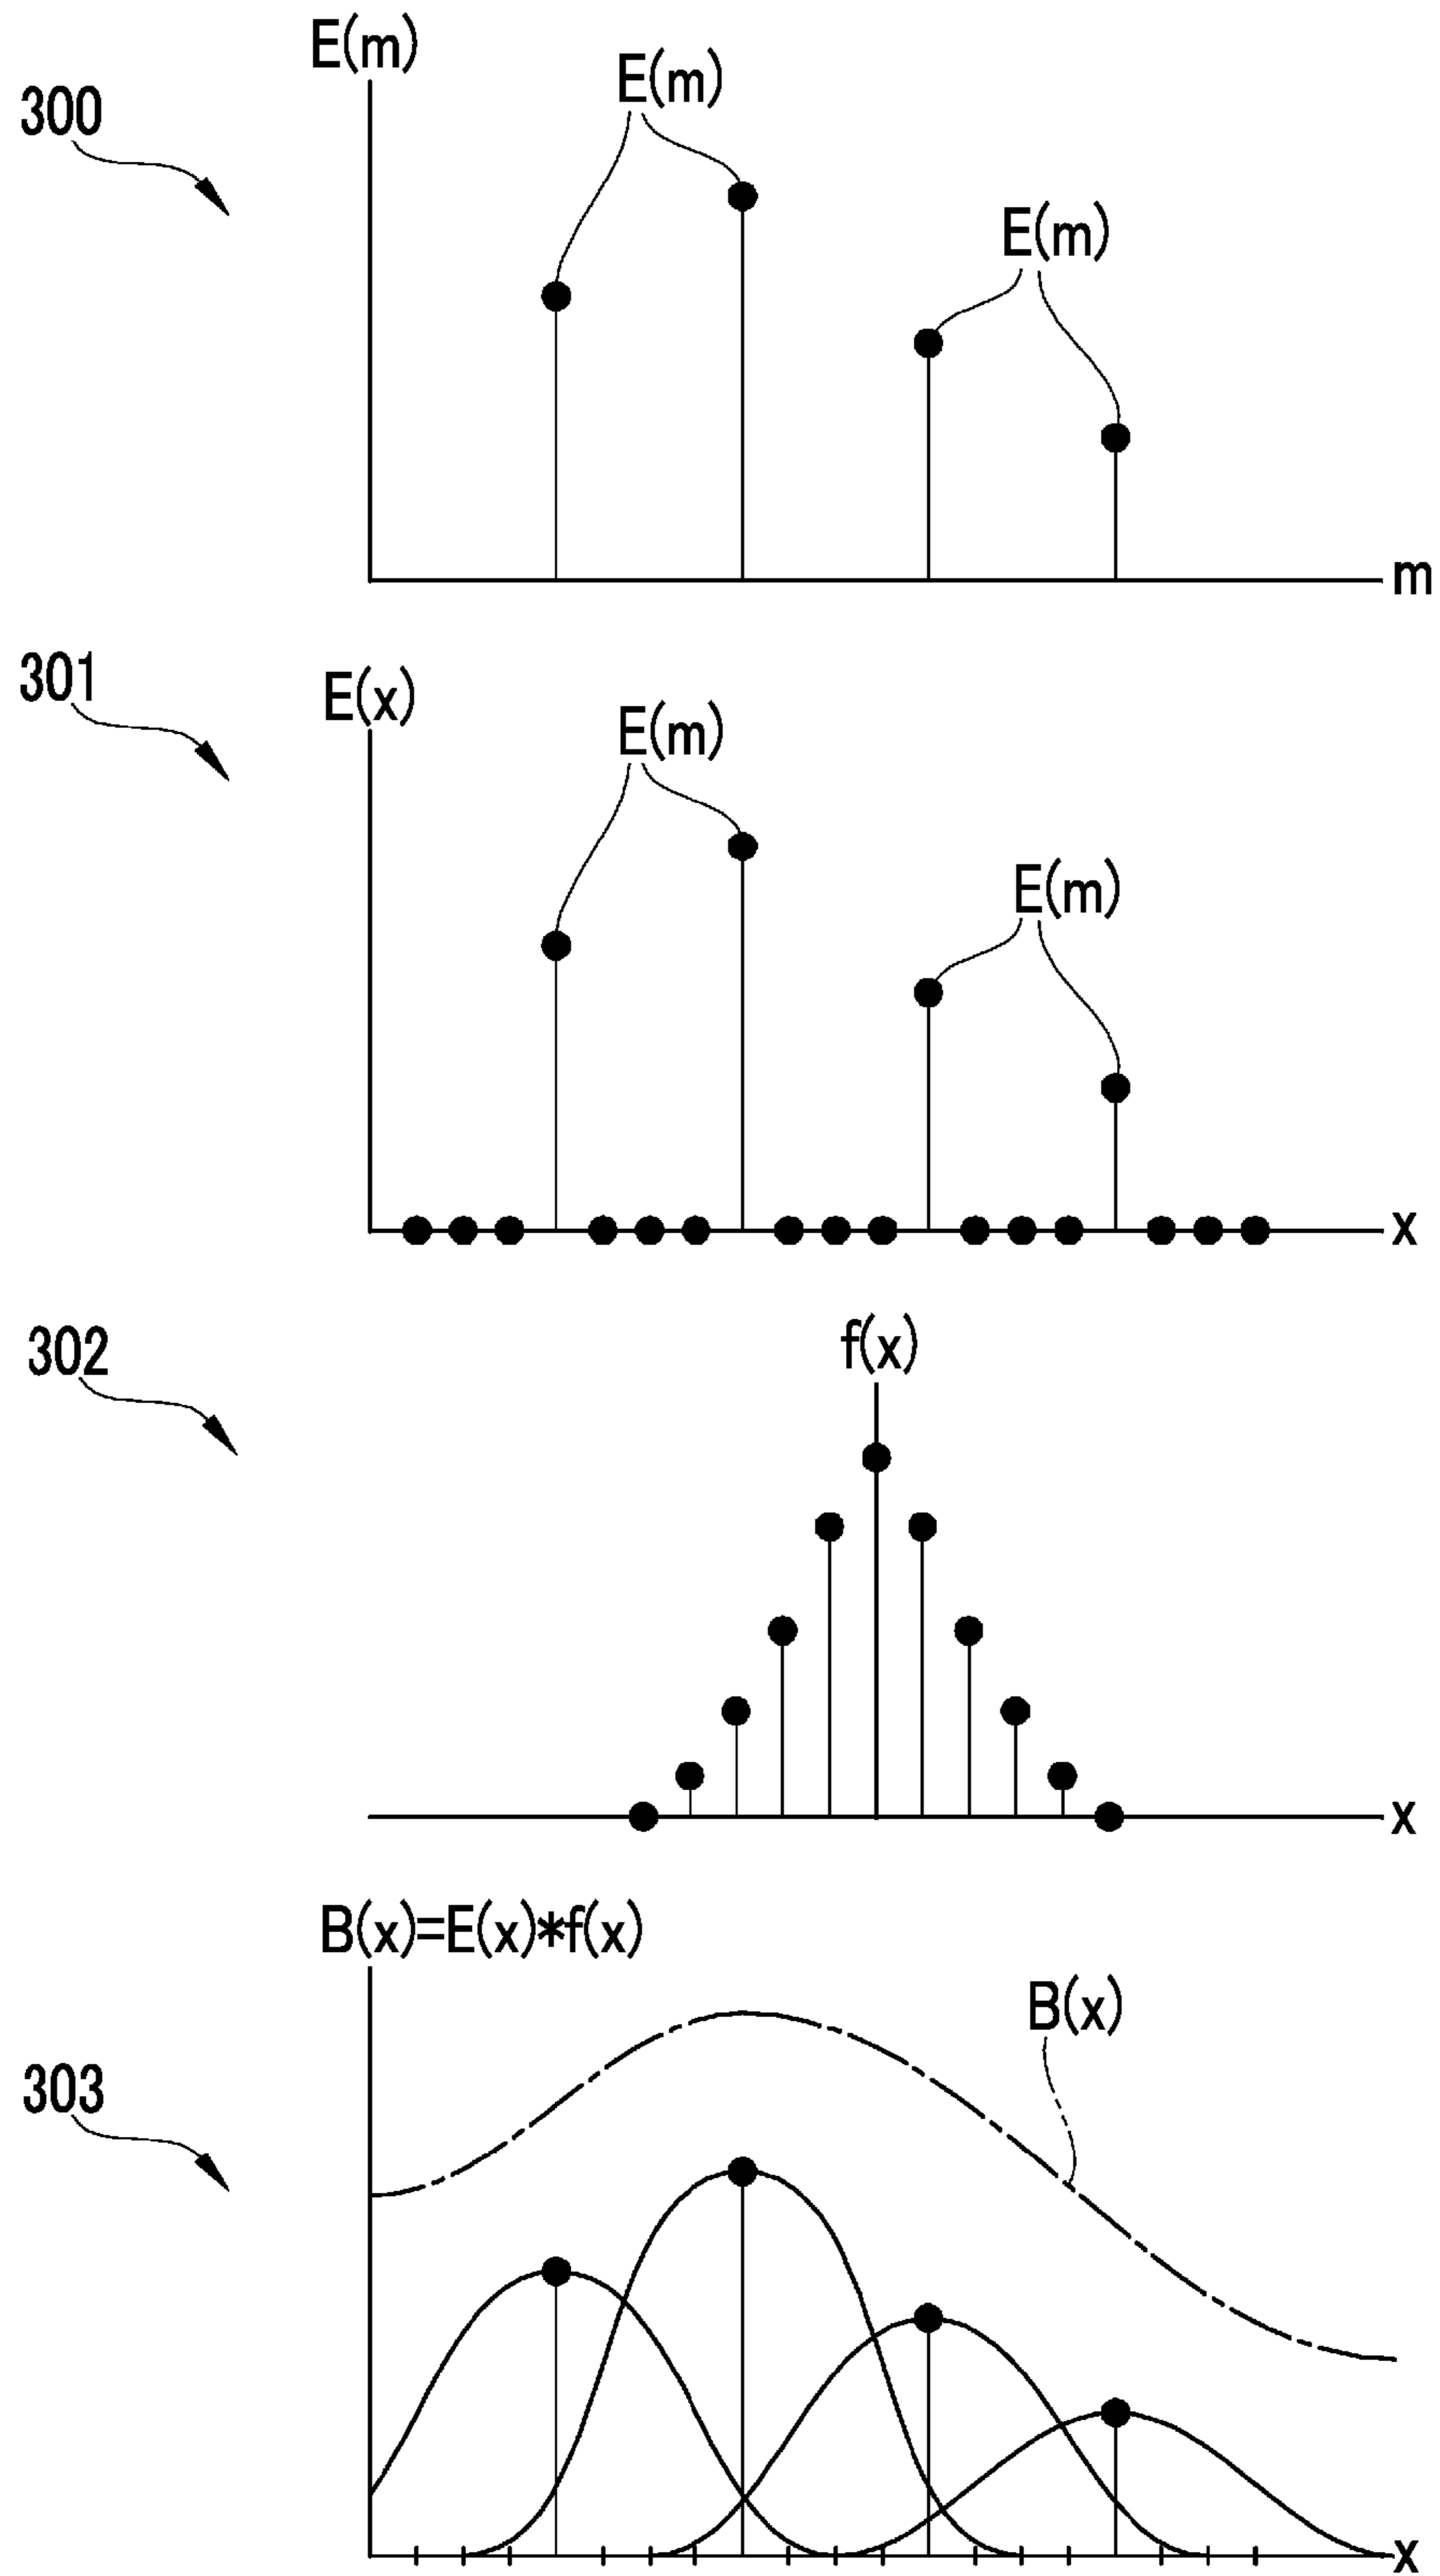 E(m)
E(m)
300
E(m)
m
301
E(x)
E(m)
E(m)
x
302
f(x)
x
B(x)=E(x)*f(x)
B(x)
303
x